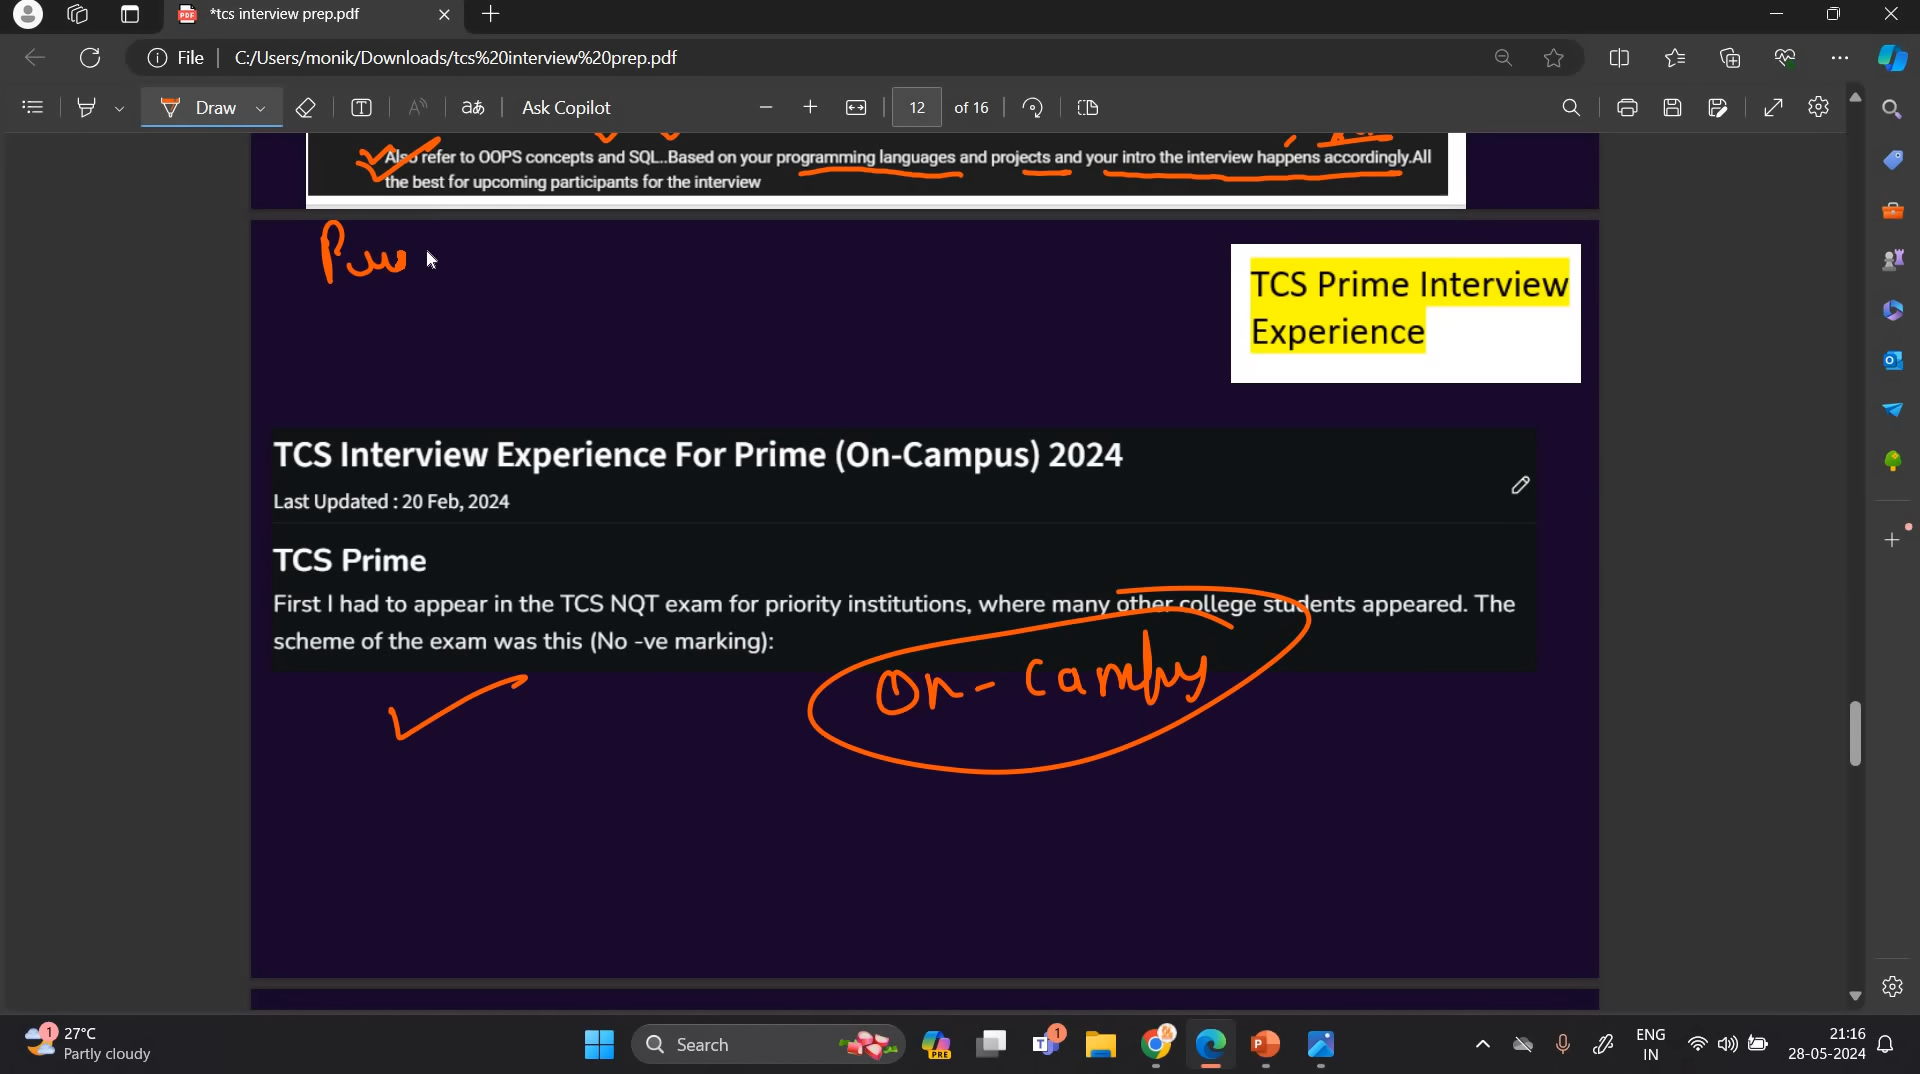 *tcs interview prep.pdf
File
C:/Users/monik/Downloads/tcs%20interview%20prep.pdf
Draw
aあ
Ask Copilot
12 of 16
Also refer to OOPS concepts and SQL..Based on your programming languages and projects and your intro the interview happens accordingly.All
the best for upcoming participants for the interview
TCS Prime Interview
Experience
TCS Interview Experience For Prime (On-Campus) 2024
Last Updated : 20 Feb, 2024
TCS Prime
First I had to appear in the TCS NQT exam for priority institutions, where many other college students appeared. The
scheme of the exam was this (No -ve marking):
On-
1
27°C
Partly cloudy
Search
PRE
1
ENG
IN
21:16
28-05-2024